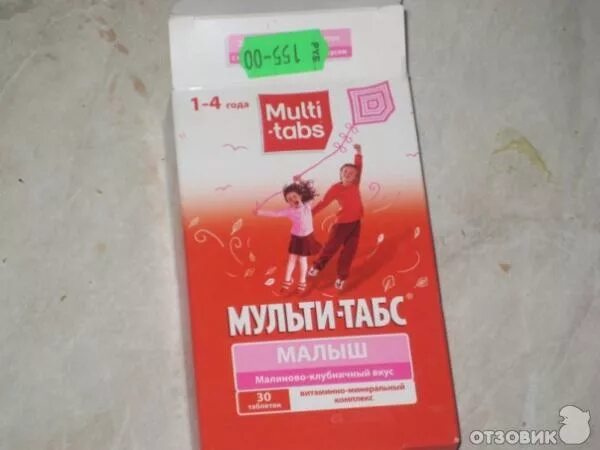 155-00 РУБ.
1-4 года
Multi
-tabs
МУЛЬТИ-ТАБС®
МАЛЫШ
Малиново-клубничный вкус
30
таблеток
витаминно-минеральный
комплекс
ОТЗОВИК